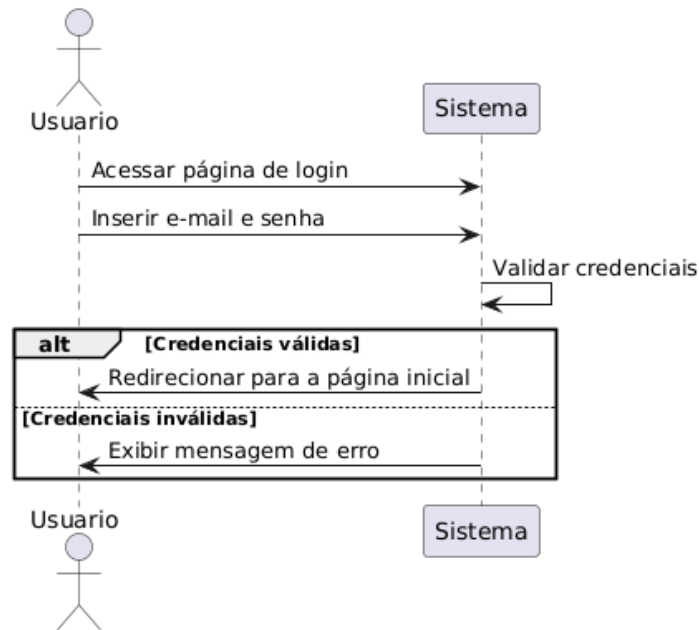 Usuario
Sistema
Acessar página de login
Inserir e-mail e senha
Validar credenciais
alt [Credenciais válidas]
Redirecionar para a página inicial
[Credenciais inválidas]
Exibir mensagem de erro
Usuario
Sistema